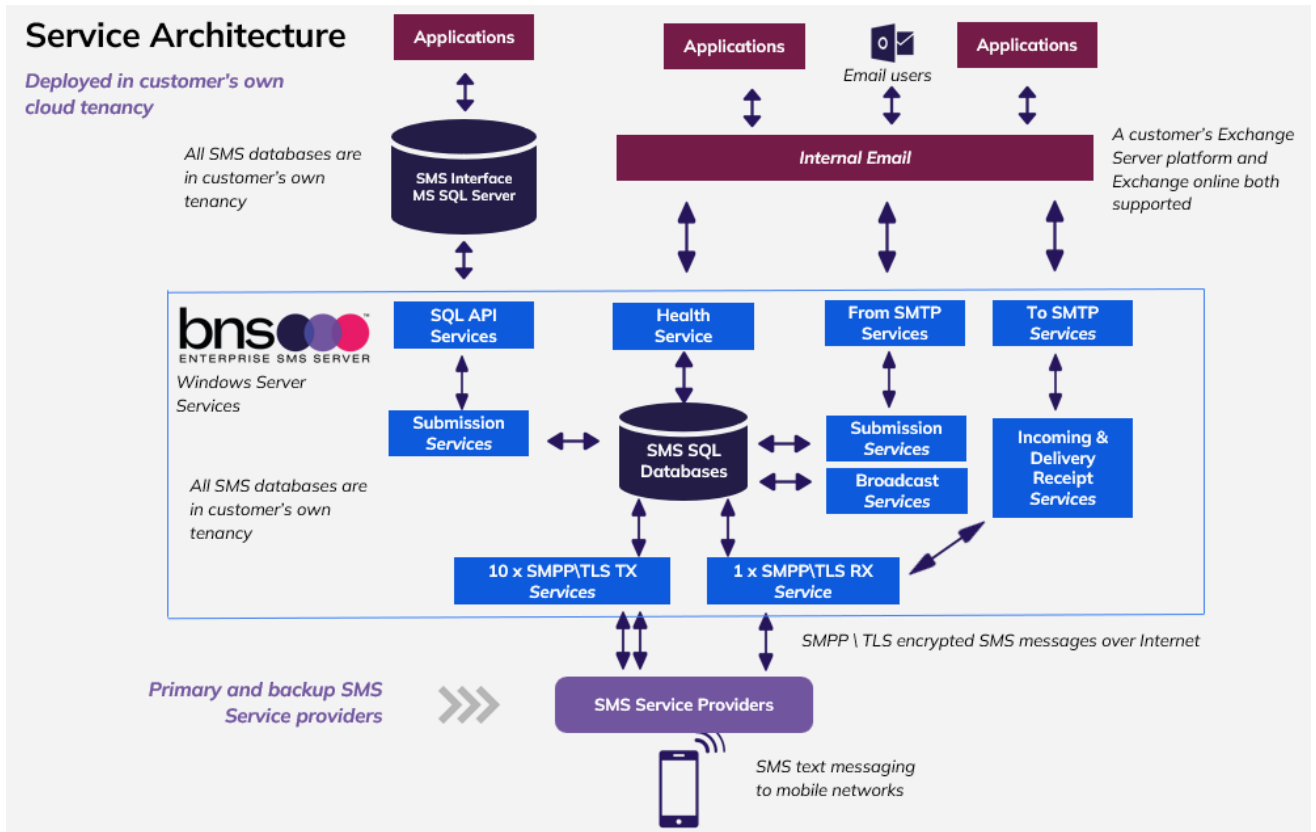 Service Architecture
Deployed in customer's own
cloud tenancy
Applications
Applications
Email users
Applications
All SMS databases are
in customer's own
tenancy
SMS Interface
MS SQL Server
Internal Email
A customer's Exchange
Server platform and
Exchange online both
supported
bns
TM
ENTERPRISE SMS SERVER
Windows Server
Services
SQL API
Services
Health
Service
From SMTP
Services
To SMTP
Services
Submission
Services
SMS SQL
Databases
Submission
Services
Broadcast
Services
Incoming &
Delivery
Receipt
Services
All SMS databases are
in customer's own
tenancy
10 x SMPP\TLS TX
Services
1 x SMPP\TLS RX
Service
SMPP \ TLS encrypted SMS messages over Internet
Primary and backup SMS
Service providers
SMS Service Providers
SMS text messaging
to mobile networks